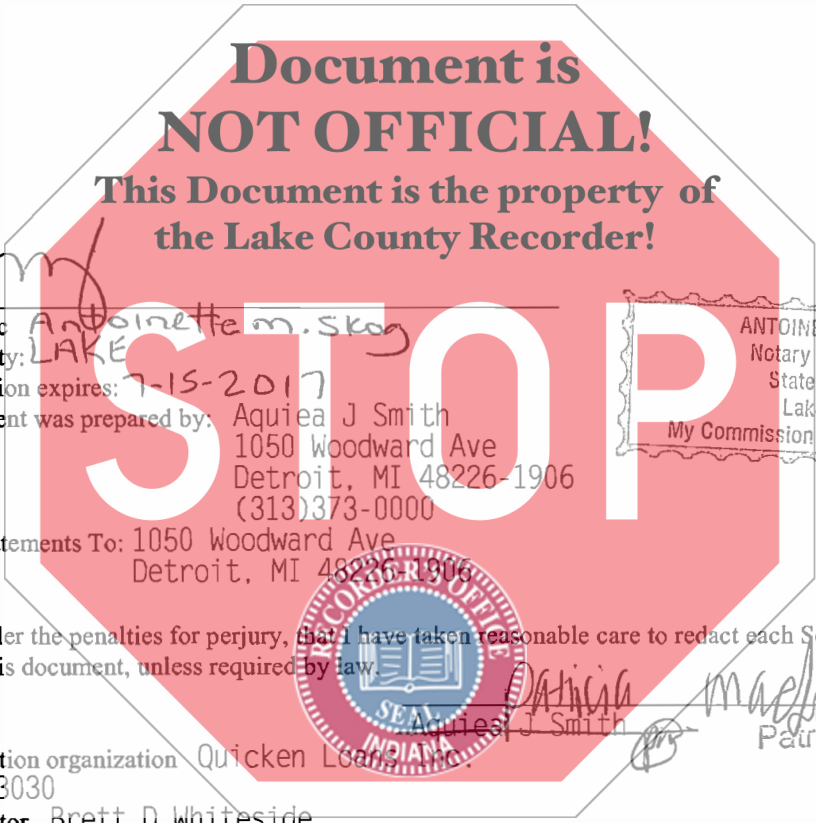 Document is
NOT OFFICIAL!
This Document is the property of
the Lake County Recorder!
STOP
Antoinette m. Skog
ty: LAKE
ion expires: 7-15-2017
ent was prepared by: Aquiea J Smith
1050 Woodward Ave
Detroit, MI 48226-1906
(313)373-0000
ANTOINE
Notary
State
Lak
My Commission
tements To: 1050 Woodward Ave
Detroit, MI 48226-1906
RECORDER'S OFFICE
SEAL
INDIANA
er the penalties for perjury, that I have taken reasonable care to redact each S
is document, unless required by law.
Patricia
Aquiea J Smith
Patr
tion organization Quicken Loans Inc.
3030
tor Brett D Whiteside